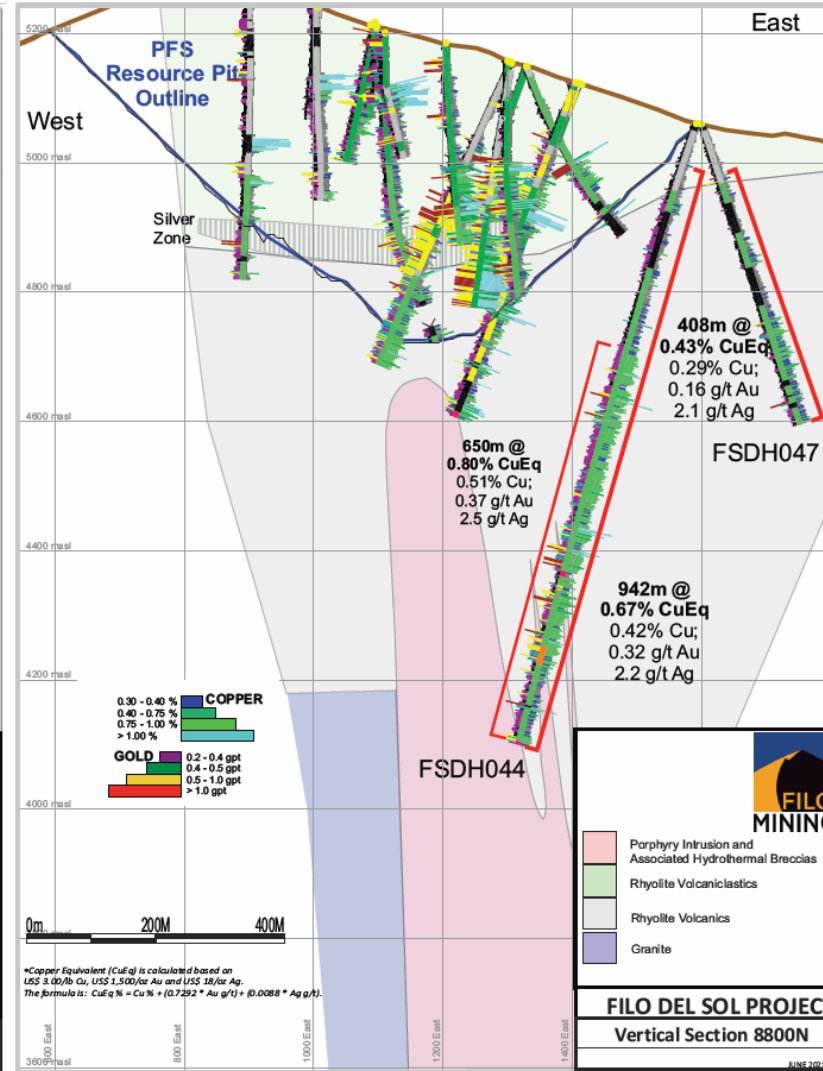 East
5200 masl
PFS
Resource Pit
Outline
West
5000 masl
Silver
Zone
4800 masl
408m @
0.43% CuEq
0.29% Cu;
0.16 g/t Au
2.1 g/t Ag
4600 masl
FSDH047
650m @
0.80% CuEq
0.51% Cu;
0.37 g/t Au
2.5 g/t Ag
4400 masl
942m @
0.67% CuEq
0.42% Cu;
0.32 g/t Au
2.2 g/t Ag
4200 masl
COPPER
0.30 - 0.40 %
0.40 - 0.75 %
0.75 - 1.00 %
> 1.00 %
GOLD
0.2 - 0.4 gpt
0.4 - 0.5 gpt
0.5 - 1.0 gpt
> 1.0 gpt
FSDH044
4000 masl
FILO
MINING
Porphyry Intrusion and
Associated Hydrothermal Breccias
Rhyolite Volcaniclastics
Rhyolite Volcanics
Granite
0m 200M 400M
*Copper Equivalent (CuEq) is calculated based on
US$ 3.00/lb Cu, US$ 1,500/oz Au and US$ 18/oz Ag.
The formula is: CuEq % = Cu % + (0.7292 * Au g/t) + (0.0088 * Ag g/t).
800 East
1000 East
1200 East
1400 East
3600 masl
FILO DEL SOL PROJEC
Vertical Section 8800N
JUNE 202